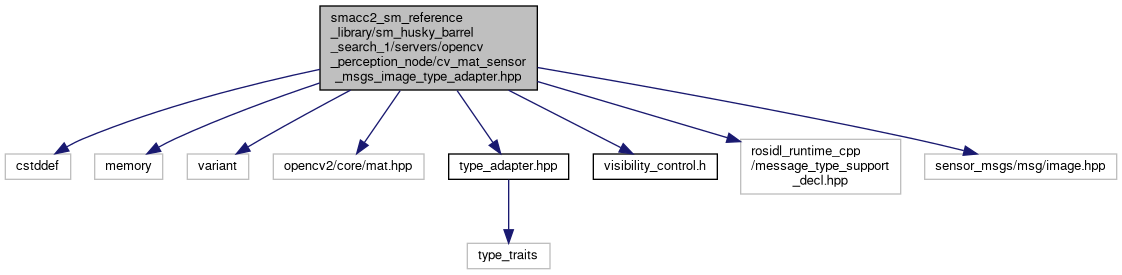 smacc2_sm_reference
_library/sm_husky_barrel
_search_1/servers/opencv
_perception_node/cv_mat_sensor
_msgs_image_type_adapter.hpp
cstddef
memory
variant
opencv2/core/mat.hpp
type_adapter.hpp
visibility_control.h
rosidl_runtime_cpp
/message_type_support
_decl.hpp
sensor_msgs/msg/image.hpp
type_traits